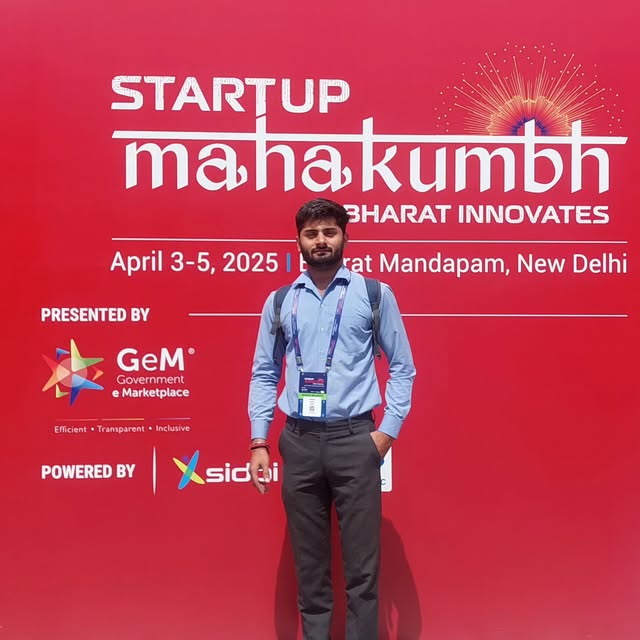 STARTUP
mahakumbh
BHARAT INNOVATES
April 3-5, 2025 | Mandapam, New Delhi
PRESENTED BY
GeM®
Government
e Marketplace
Efficient • Transparent • Inclusive
POWERED BY